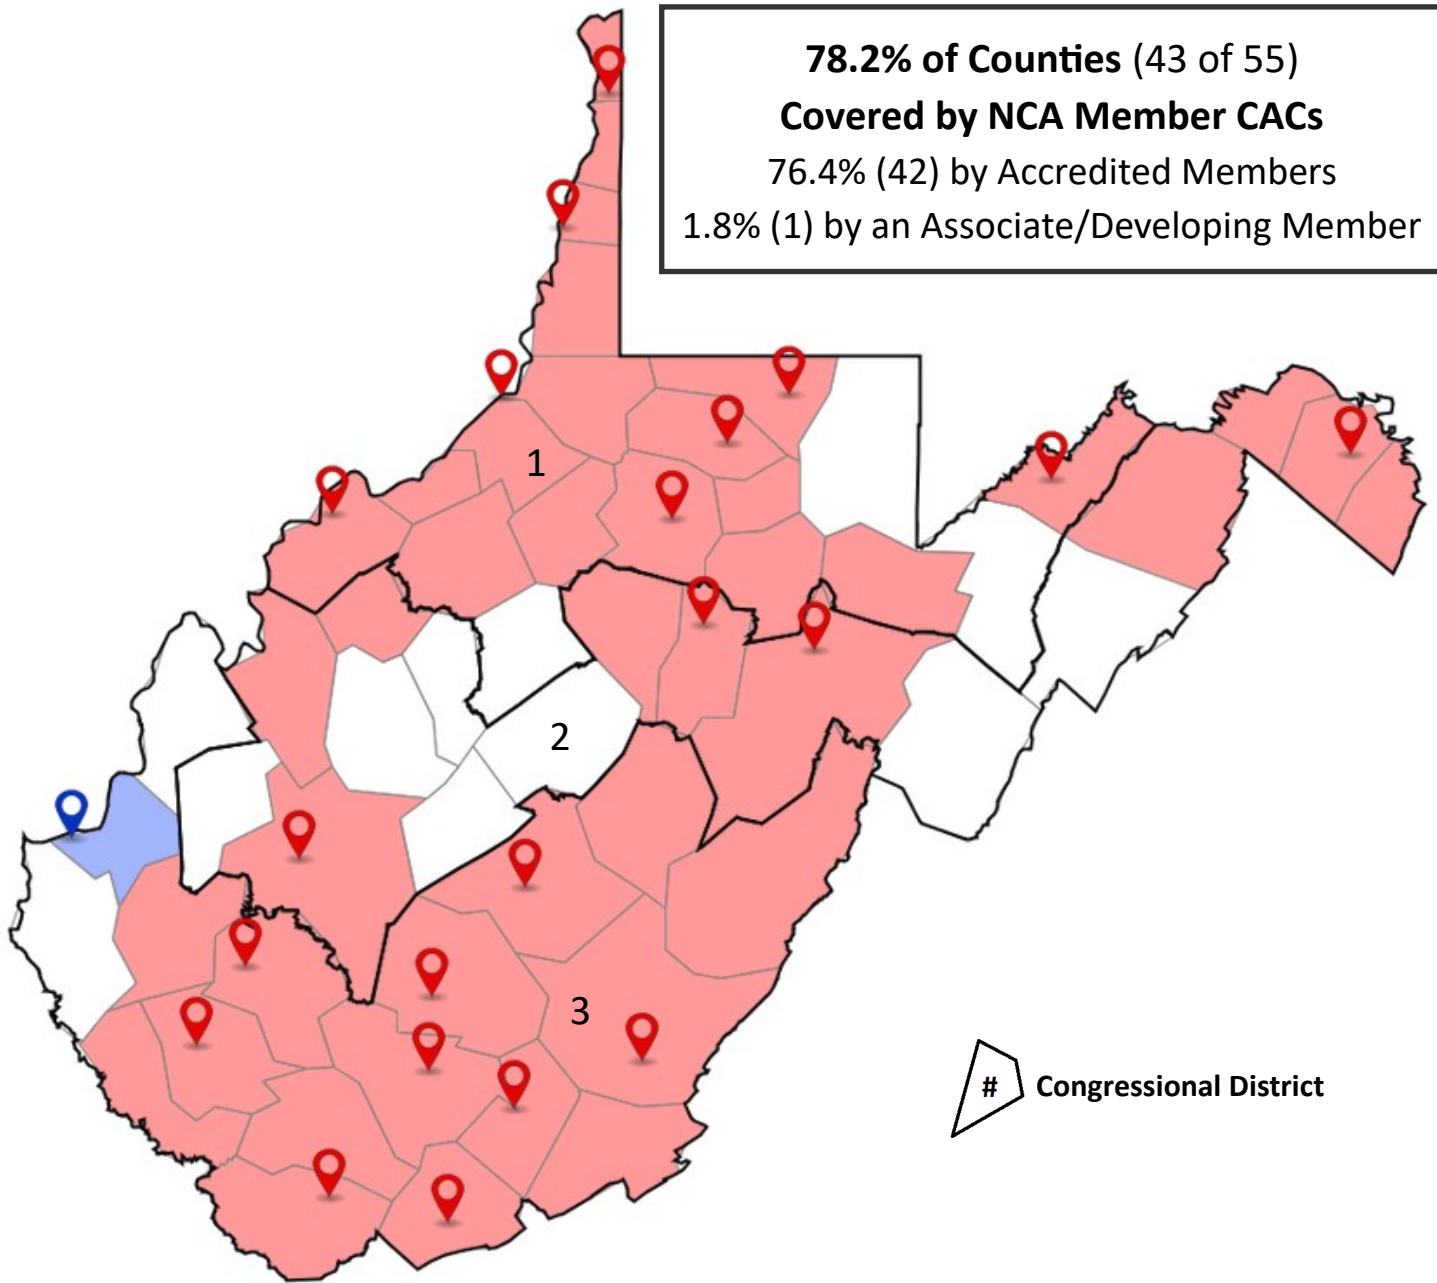 78.2% of Counties (43 of 55)
Covered by NCA Member CACs
76.4% (42) by Accredited Members
1.8% (1) by an Associate/Developing Member
1
2
3
# Congressional District